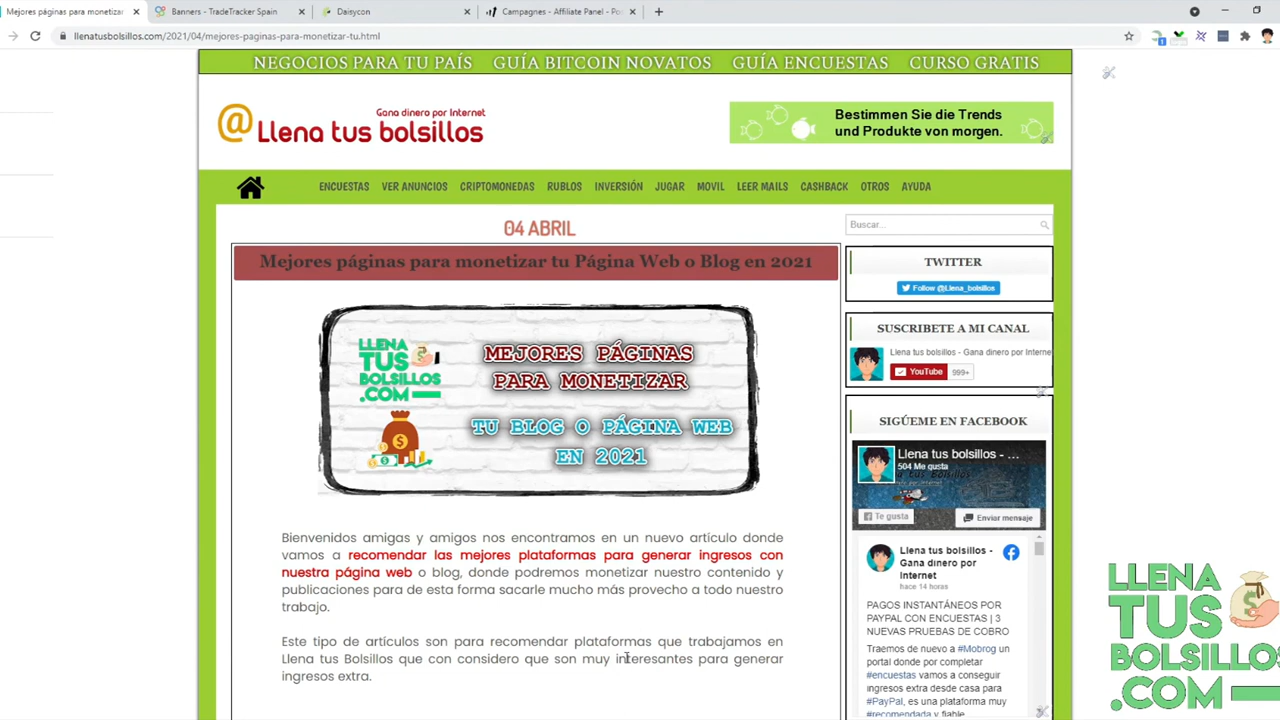 Mejores páginas para monetizar
Banners - TradeTracker Spain
Daisycon
Campagnes - Affiliate Panel - Po
llenatusbolsillos.com/2021/04/mejores-paginas-para-monetizar-tu.html
NEGOCIOS PARA TU PAÍS GUÍA BITCOIN NOVATOS GUÍA ENCUESTAS CURSO GRATIS
Gana dinero por Internet
@Llena tus bolsillos
Bestimmen Sie die Trends
und Produkte von morgen.
ENCUESTAS VER ANUNCIOS CRIPTOMONEDAS RUBLOS INVERSIÓN JUGAR MOVIL LEER MAILS CASHBACK OTROS AYUDA
04 ABRIL
Mejores páginas para monetizar tu Página Web o Blog en 2021
LLENA
TUS
BOLSILLOS
.COM
MEJORES PÁGINAS
PARA MONETIZAR
TU BLOG O PÁGINA WEB
EN 2021
Bienvenidos amigas y amigos nos encontramos en un nuevo artículo donde
vamos a recomendar las mejores plataformas para generar ingresos con
nuestra página web o blog, donde podremos monetizar nuestro contenido y
publicaciones para de esta forma sacarle mucho más provecho a todo nuestro
trabajo.
Este tipo de artículos son para recomendar plataformas que trabajamos en
Llena tus Bolsillos que con considero que son muy interesantes para generar
ingresos extra.
Buscar...
TWITTER
Follow @Llena_bolsillos
SUSCRIBETE A MI CANAL
Llena tus bolsillos - Gana dinero por Interne
YouTube 999+
SIGÚEME EN FACEBOOK
Llena tus bolsillos - ...
504 Me gusta
Te gusta
Enviar mensaje
Llena tus bolsillos -
Gana dinero por
Internet
hace 14 horas
PAGOS INSTANTÁNEOS POR
PAYPAL CON ENCUESTAS | 3
NUEVAS PRUEBAS DE COBRO
Traemos de nuevo a #Mobrog un
portal donde por completar
#encuestas vamos a conseguir
ingresos extra desde casa para
#PayPal, es una plataforma muy
#recomendada y fiable
LLENA
TUS
BOLSILLOS
.COM